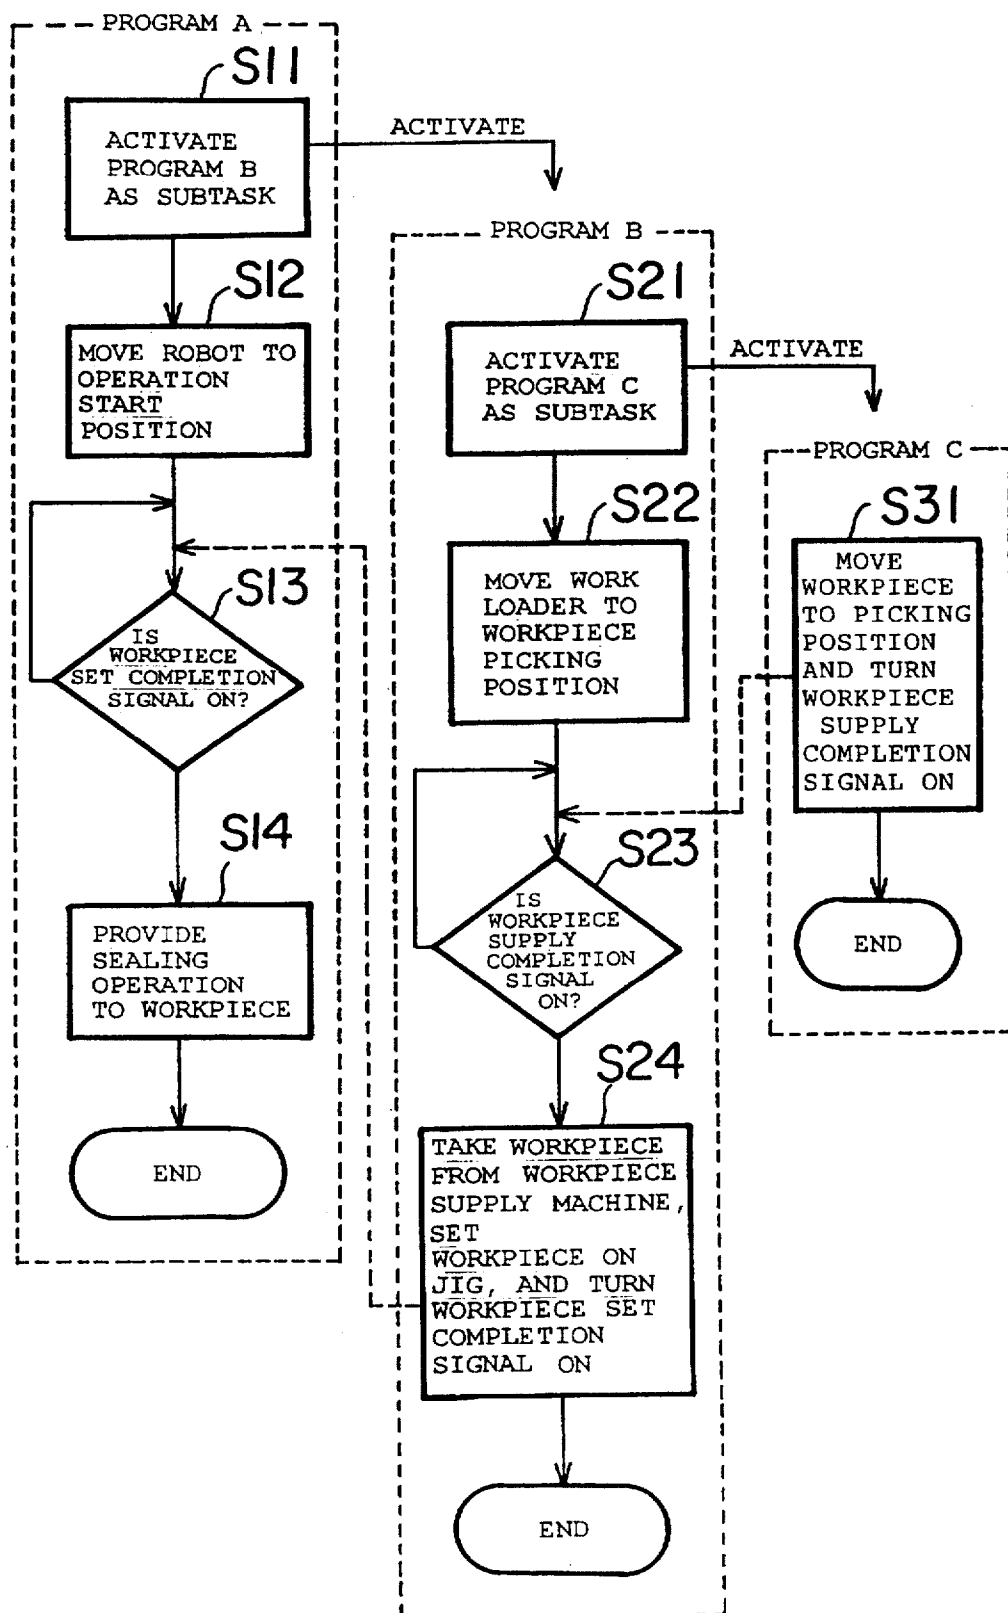 PROGRAM A
S11
ACTIVATE
PROGRAM B
AS SUBTASK
ACTIVATE
S12
MOVE ROBOT TO
OPERATION
START
POSITION
S13
IS
WORKPIECE
SET COMPLETION
SIGNAL ON?
S14
PROVIDE
SEALING
OPERATION
TO WORKPIECE
END
PROGRAM B
S21
ACTIVATE
PROGRAM C
AS SUBTASK
ACTIVATE
S22
MOVE WORK
LOADER TO
WORKPIECE
PICKING
POSITION
S23
IS
WORKPIECE
SUPPLY
COMPLETION
SIGNAL
ON?
S24
TAKE WORKPIECE
FROM WORKPIECE
SUPPLY MACHINE,
SET
WORKPIECE ON
JIG, AND TURN
WORKPIECE SET
COMPLETION
SIGNAL ON
END
PROGRAM C
S31
MOVE
WORKPIECE
TO PICKING
POSITION
AND TURN
WORKPIECE
SUPPLY
COMPLETION
SIGNAL ON
END